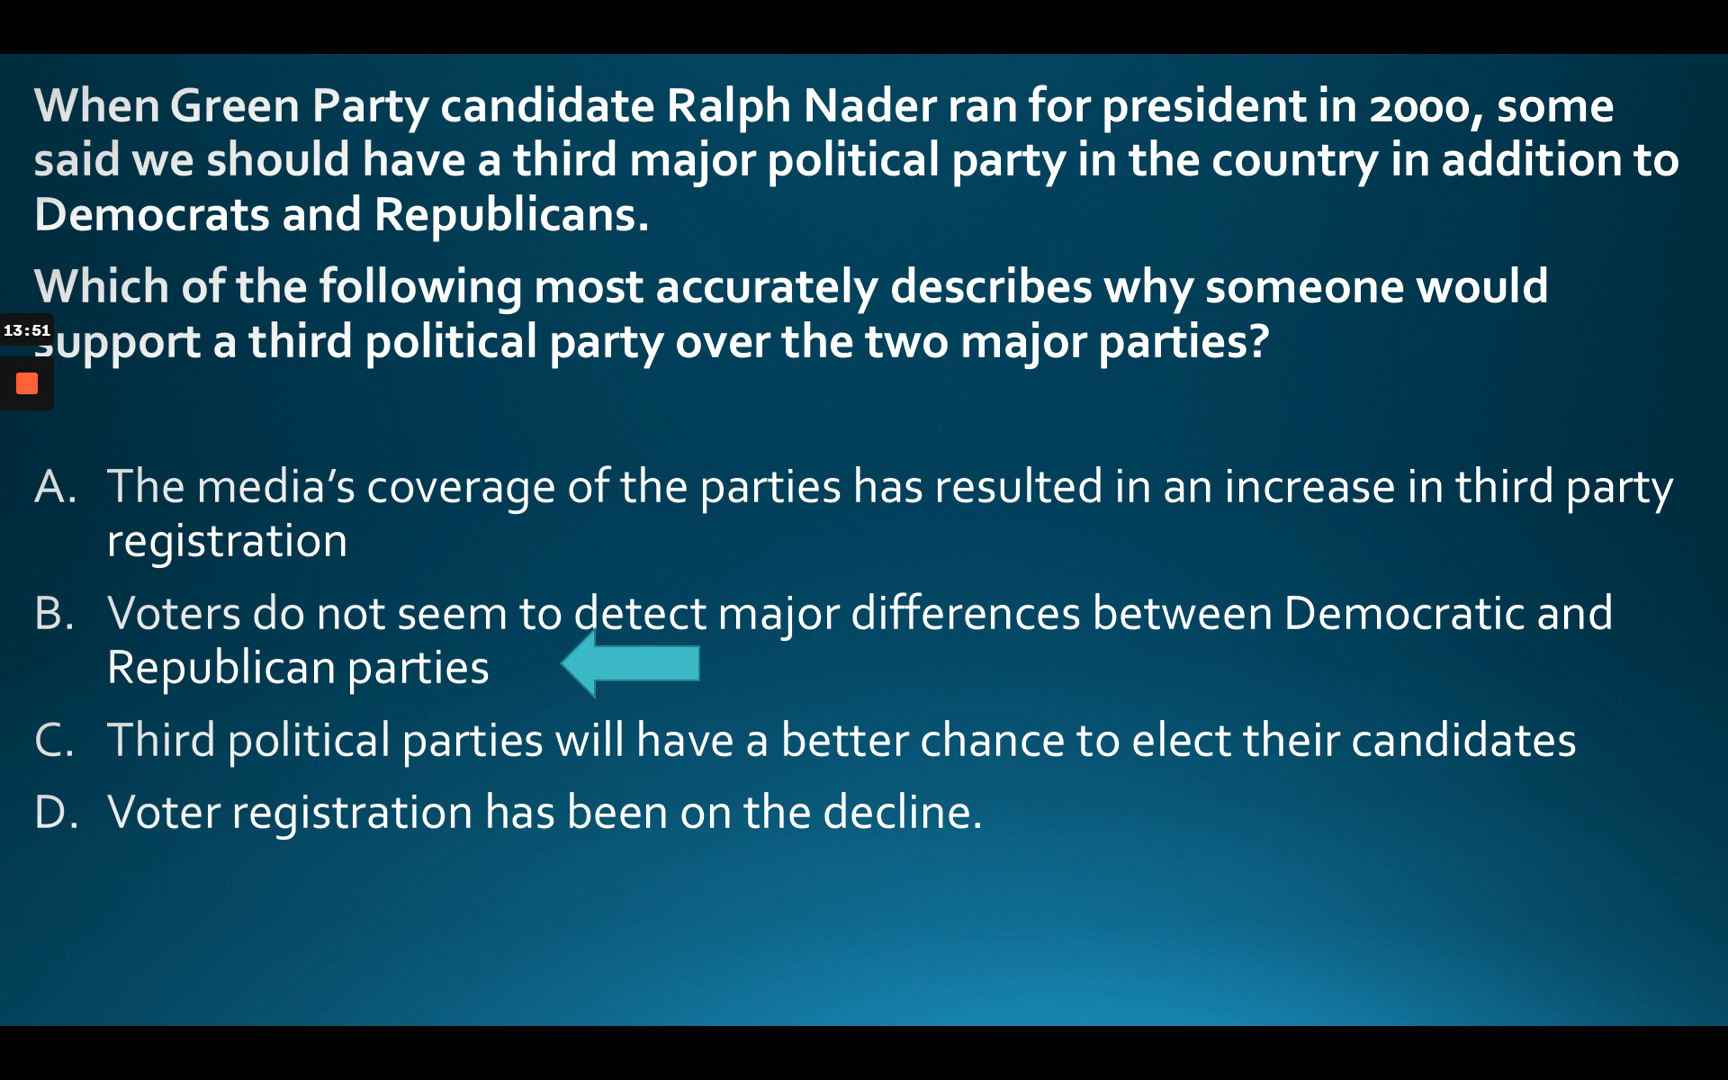 When Green Party candidate Ralph Nader ran for president in 2000, some
said we should have a third major political party in the country in addition to
Democrats and Republicans.
Which of the following most accurately describes why someone would
13:51
support a third political party over the two major parties?
A. The media’s coverage of the parties has resulted in an increase in third party
registration
B. Voters do not seem to detect major differences between Democratic and
Republican parties
C. Third political parties will have a better chance to elect their candidates
D. Voter registration has been on the decline.